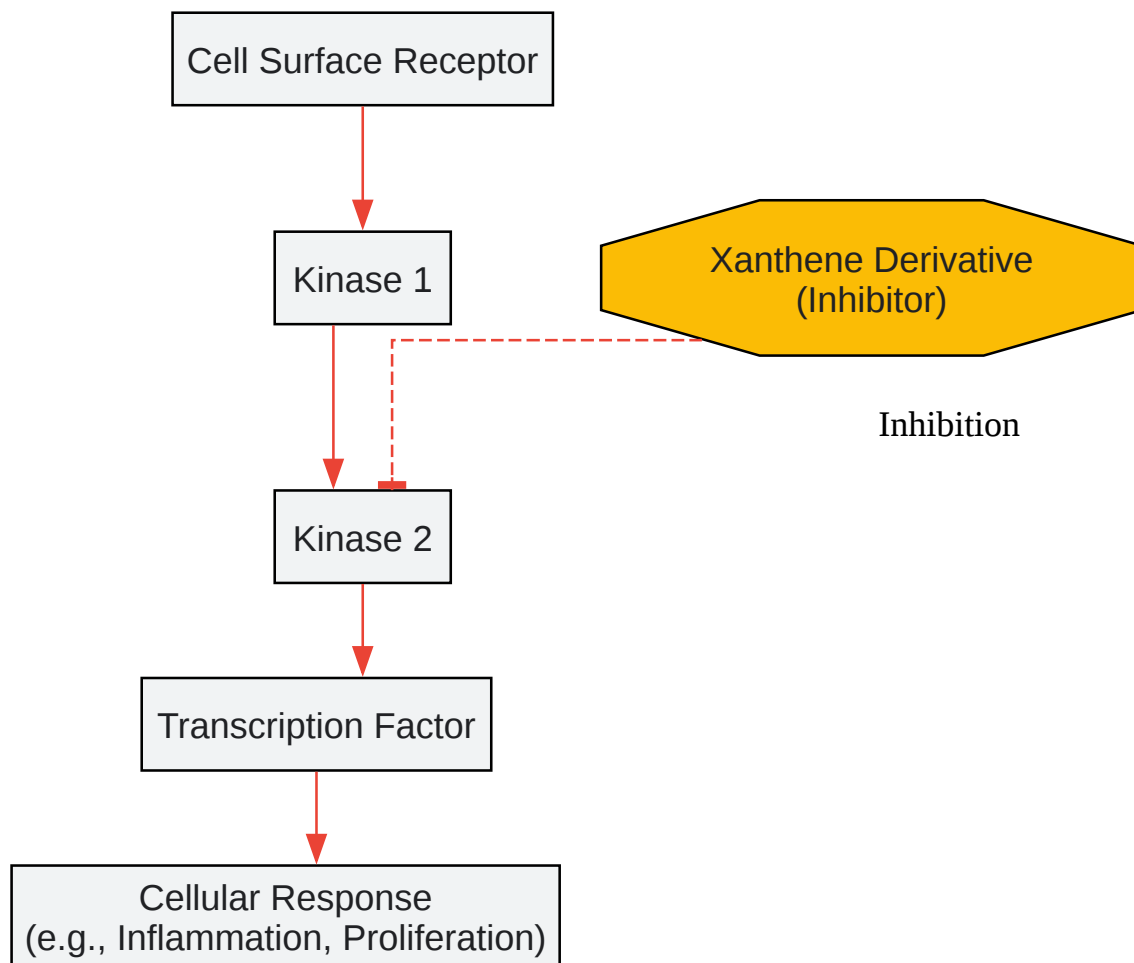 Cell Surface Receptor
Kinase 1
Xanthene Derivative
(Inhibitor)
Inhibition
Kinase 2
Transcription Factor
Cellular Response
(e.g., Inflammation, Proliferation)